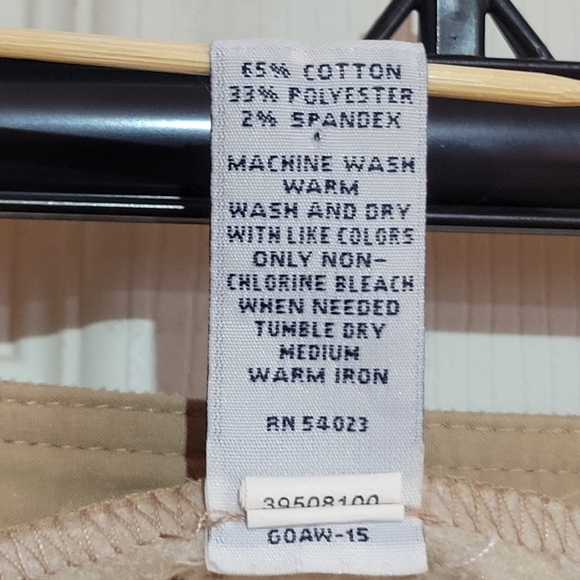 65% COTTON
33% POLYESTER
2% SPANDEX
MACHINE WASH
WARM
WASH AND DRY
WITH LIKE COLORS
ONLY NON-
CHLORINE BLEACH
WHEN NEEDED
TUMBLE DRY
MEDIUM
WARM IRON
RN 54023
39508100
GOAW-15